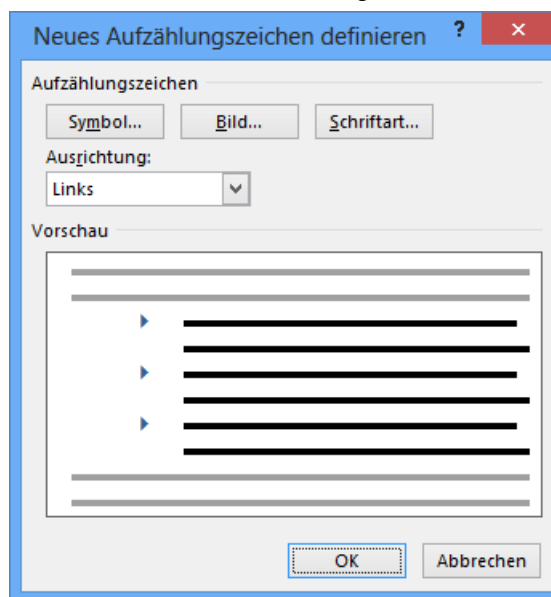 Neues Aufzählungszeichen definieren ? ×
Aufzählungszeichen
Symbol... Bild... Schriftart...
Ausrichtung:
Links
Vorschau
OK Abbrechen